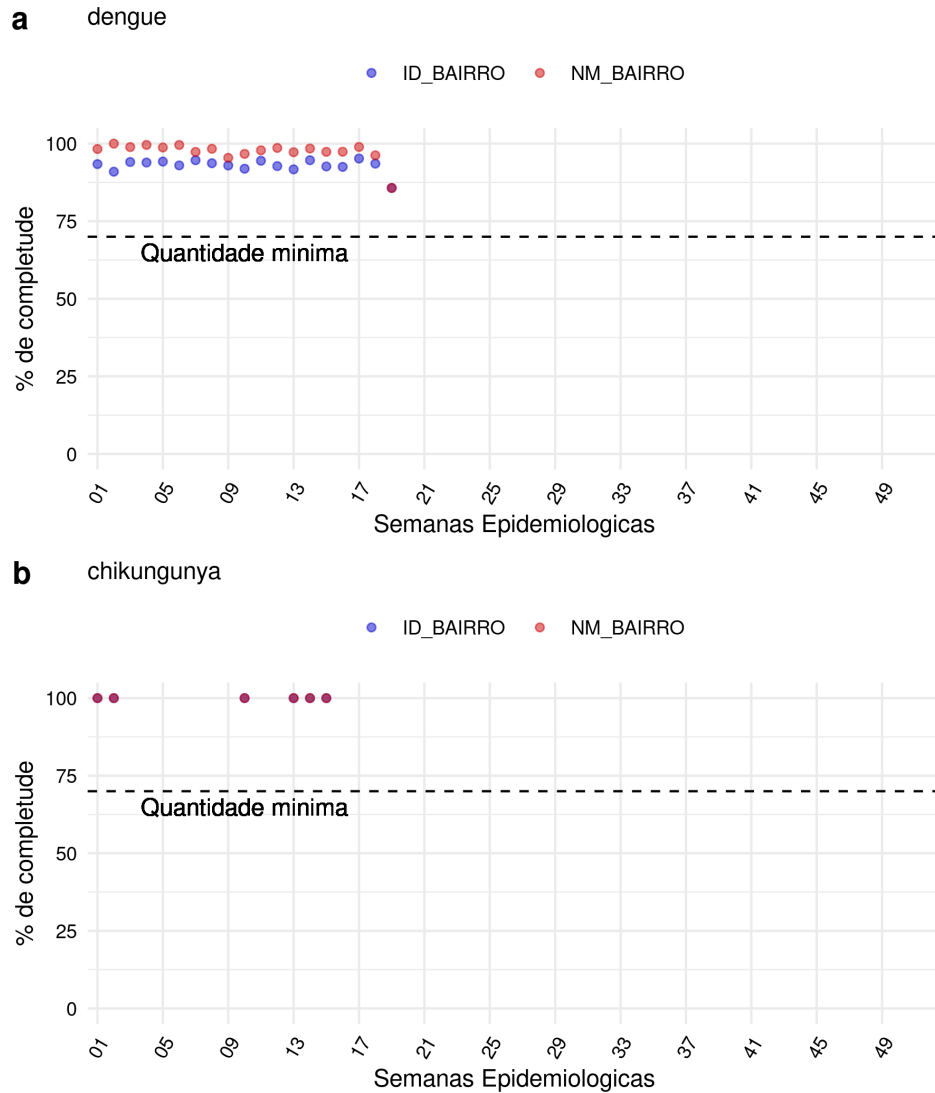 a dengue
ID_BAIRRO NM_BAIRRO
100
75
Quantidade minima
50
25
0
% de completude
01 05 09 13 17 21 25 29 33 37 41 45 49
Semanas Epidemiologicas
b chikungunya
ID_BAIRRO NM_BAIRRO
100
75
Quantidade minima
50
25
0
% de completude
01 05 09 13 17 21 25 29 33 37 41 45 49
Semanas Epidemiologicas